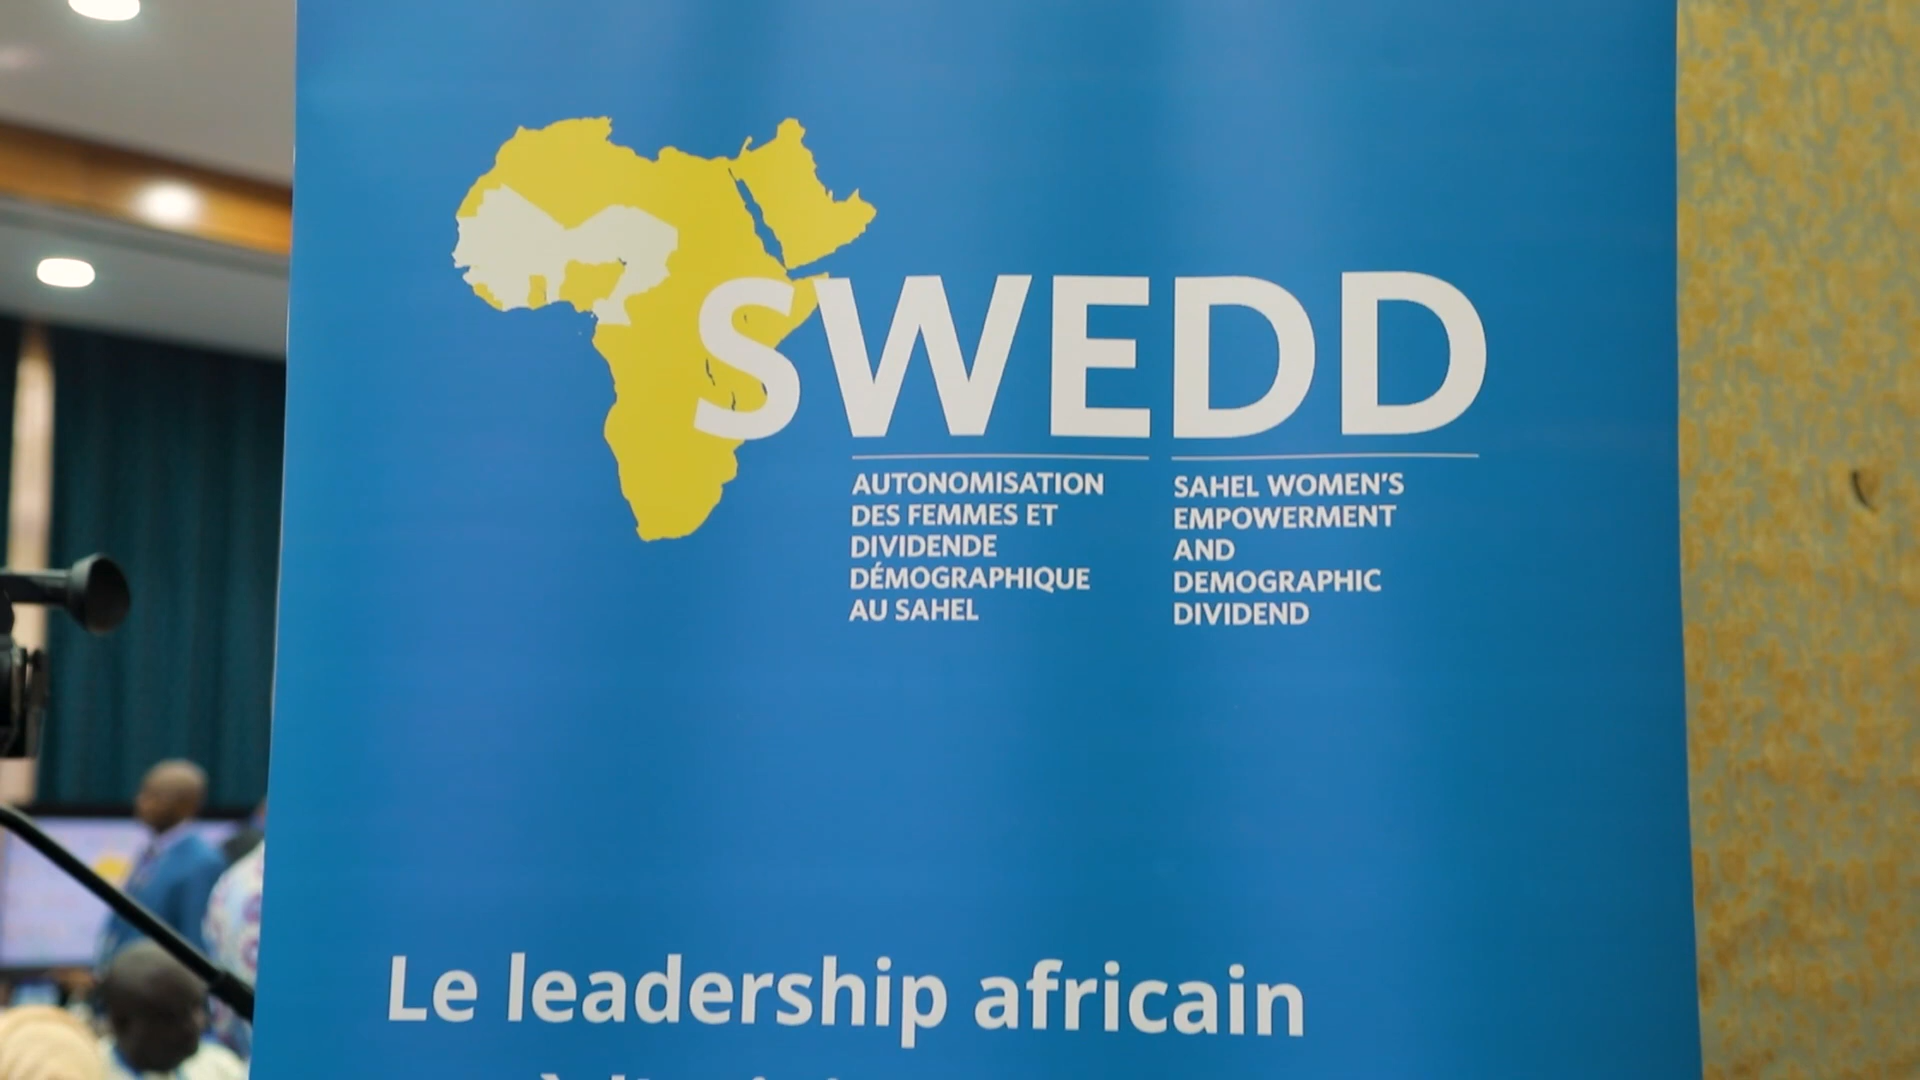 SWEDD
AUTONOMISATION
DES FEMMES ET
DIVIDENDE
DÉMOGRAPHIQUE
AU SAHEL
SAHEL WOMEN'S
EMPOWERMENT
AND
DEMOGRAPHIC
DIVIDEND
Le leadership africain